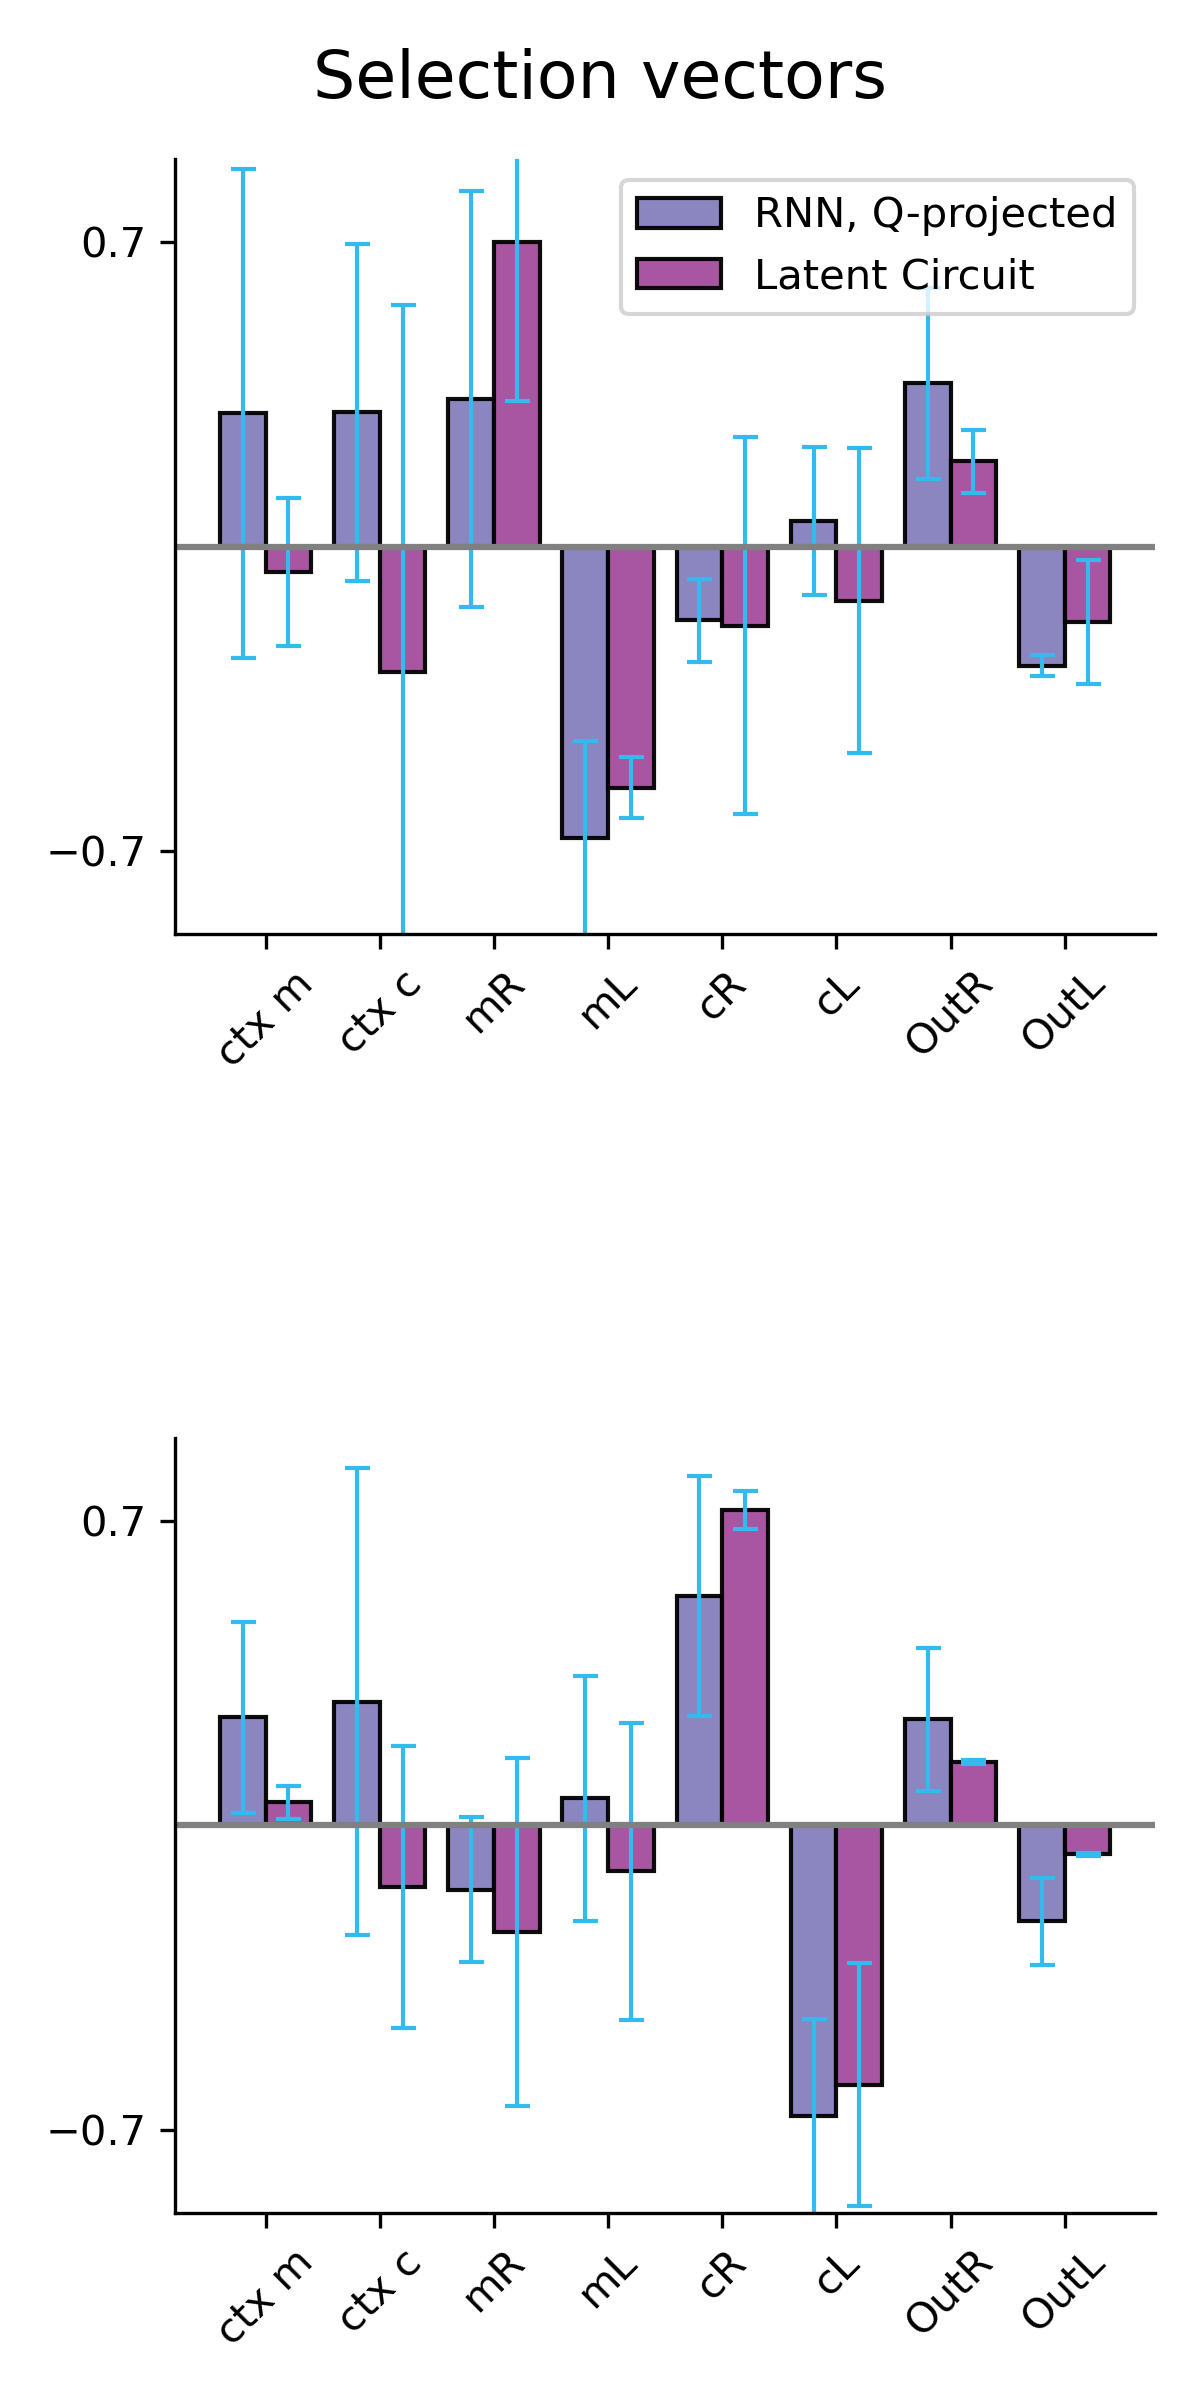 Selection vectors
0.7
−0.7
RNN, Q-projected
Latent Circuit
ctx m
ctx c
mR
mL
cR
cL
OutR
OutL
0.7
−0.7
ctx m
ctx c
mR
mL
cR
cL
OutR
OutL